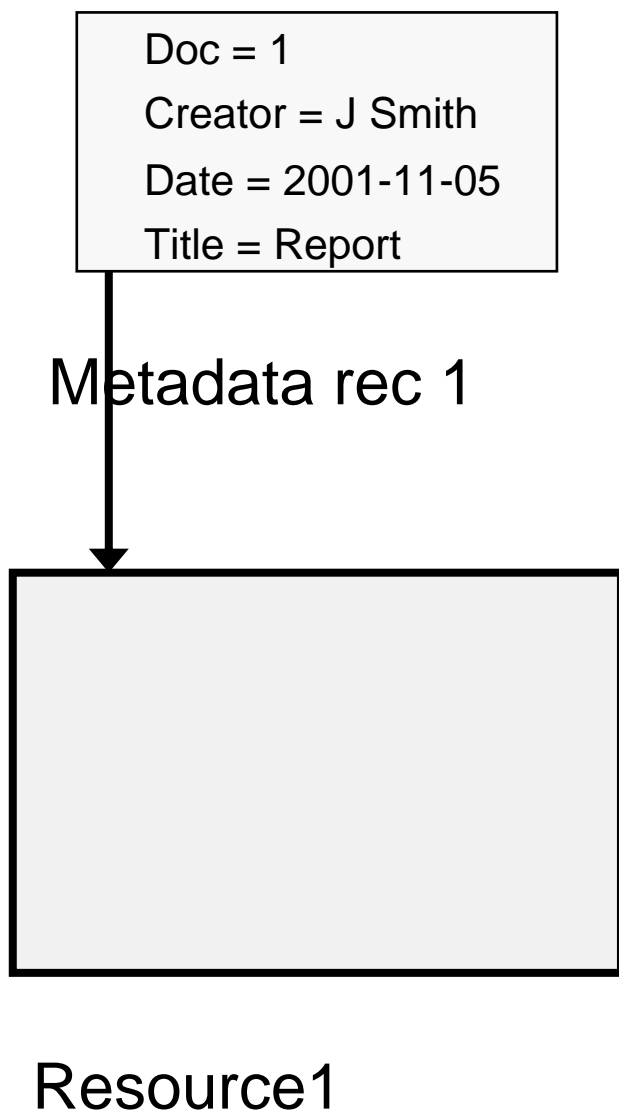 Doc = 1
Creator = J Smith
Date = 2001-11-05
Title = Report
Metadata rec 1
Resource1